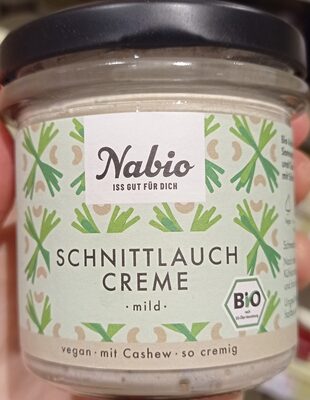 Nabio
ISS GUT FÜR DICH
SCHNITTLAUCH
CREME
· mild ·
BiO
vegan · mit Cashew · so cremig